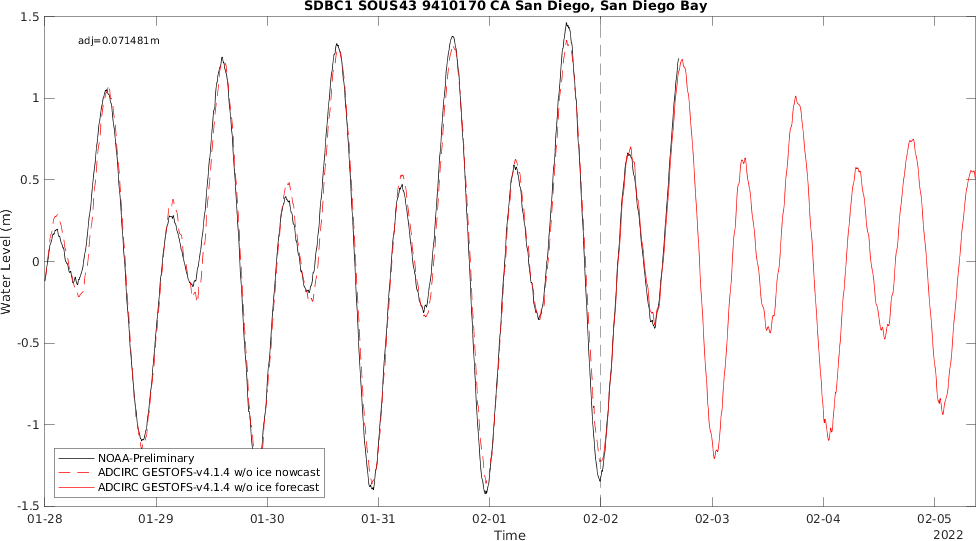 SDBC1 SOUS43 9410170 CA San Diego, San Diego Bay
adj=0.071481m
1.5
1
0.5
0
-0.5
-1
-1.5
Water Level (m)
NOAA-Preliminary
ADCIRC GESTOFS-v4.1.4 w/o ice nowcast
ADCIRC GESTOFS-v4.1.4 w/o ice forecast
01-28 01-29 01-30 01-31 02-01 02-02 02-03 02-04 02-05
Time
2022